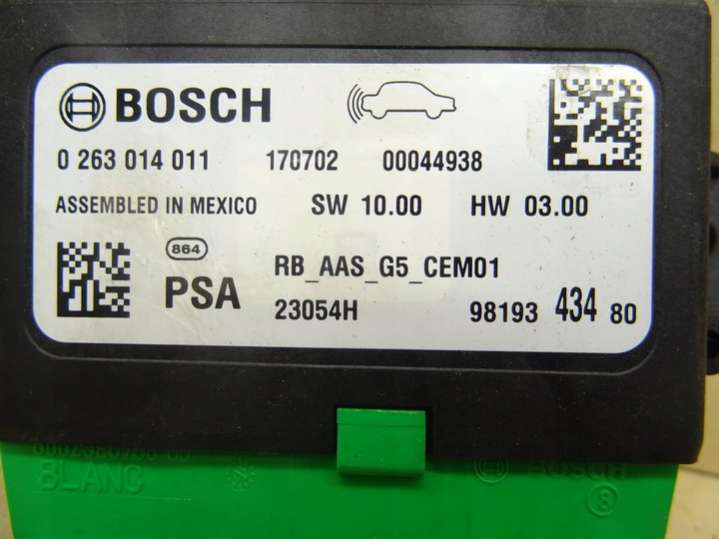 BOSCH
0 263 014 011 170702 00044938
ASSEMBLED IN MEXICO SW 10.00 HW 03.00
864
PSA RB_AAS_G5_CEM01
23054H 98193 434 80
BLANC
BOSCH
8